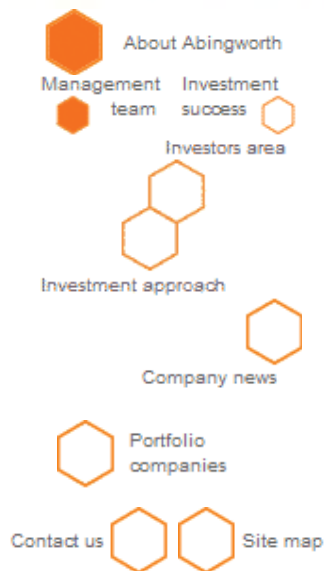 About Abingworth
Management
team
Investment
success
Investors area
Investment approach
Company news
Portfolio
companies
Contact us
Site map